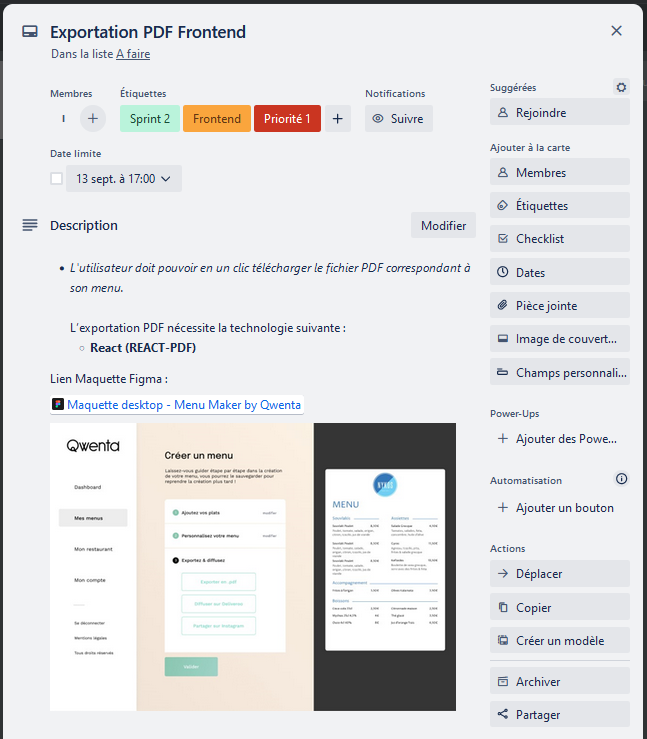 Exportation PDF Frontend
Dans la liste A faire
Membres
Étiquettes
Notifications
I
Sprint 2
Frontend
Priorité 1
Suivre
Date limite
13 sept. à 17:00
Description
Modifier
L'utilisateur doit pouvoir en un clic télécharger le fichier PDF correspondant à
son menu.
L'exportation PDF nécessite la technologie suivante :
React (REACT-PDF)
Lien Maquette Figma :
Maquette desktop - Menu Maker by Qwenta
Qwenta
Dashboard
Mes menus
Mon restaurant
Mon compte
Se déconnecter
Mentions légales
Tous droits réservés
Créer un menu
Laissez-vous guider étape par étape dans la création
de votre menu, vous pourrez le sauvegarder pour
reprendre la création plus tard !
Ajoutez vos plats
modifier
Personnalisez votre menu
modifier
Exportez & diffusez
Exporter en .pdf
Diffuser sur Deliveroo
Partager sur Instagram
Valider
MENU
Accompagnement
Boissons
Suggérées
Rejoindre
Ajouter à la carte
Membres
Étiquettes
Checklist
Dates
Pièce jointe
Image de couvert...
Champs personnali...
Power-Ups
Ajouter des Powe...
Automatisation
Ajouter un bouton
Actions
Déplacer
Copier
Créer un modèle
Archiver
Partager